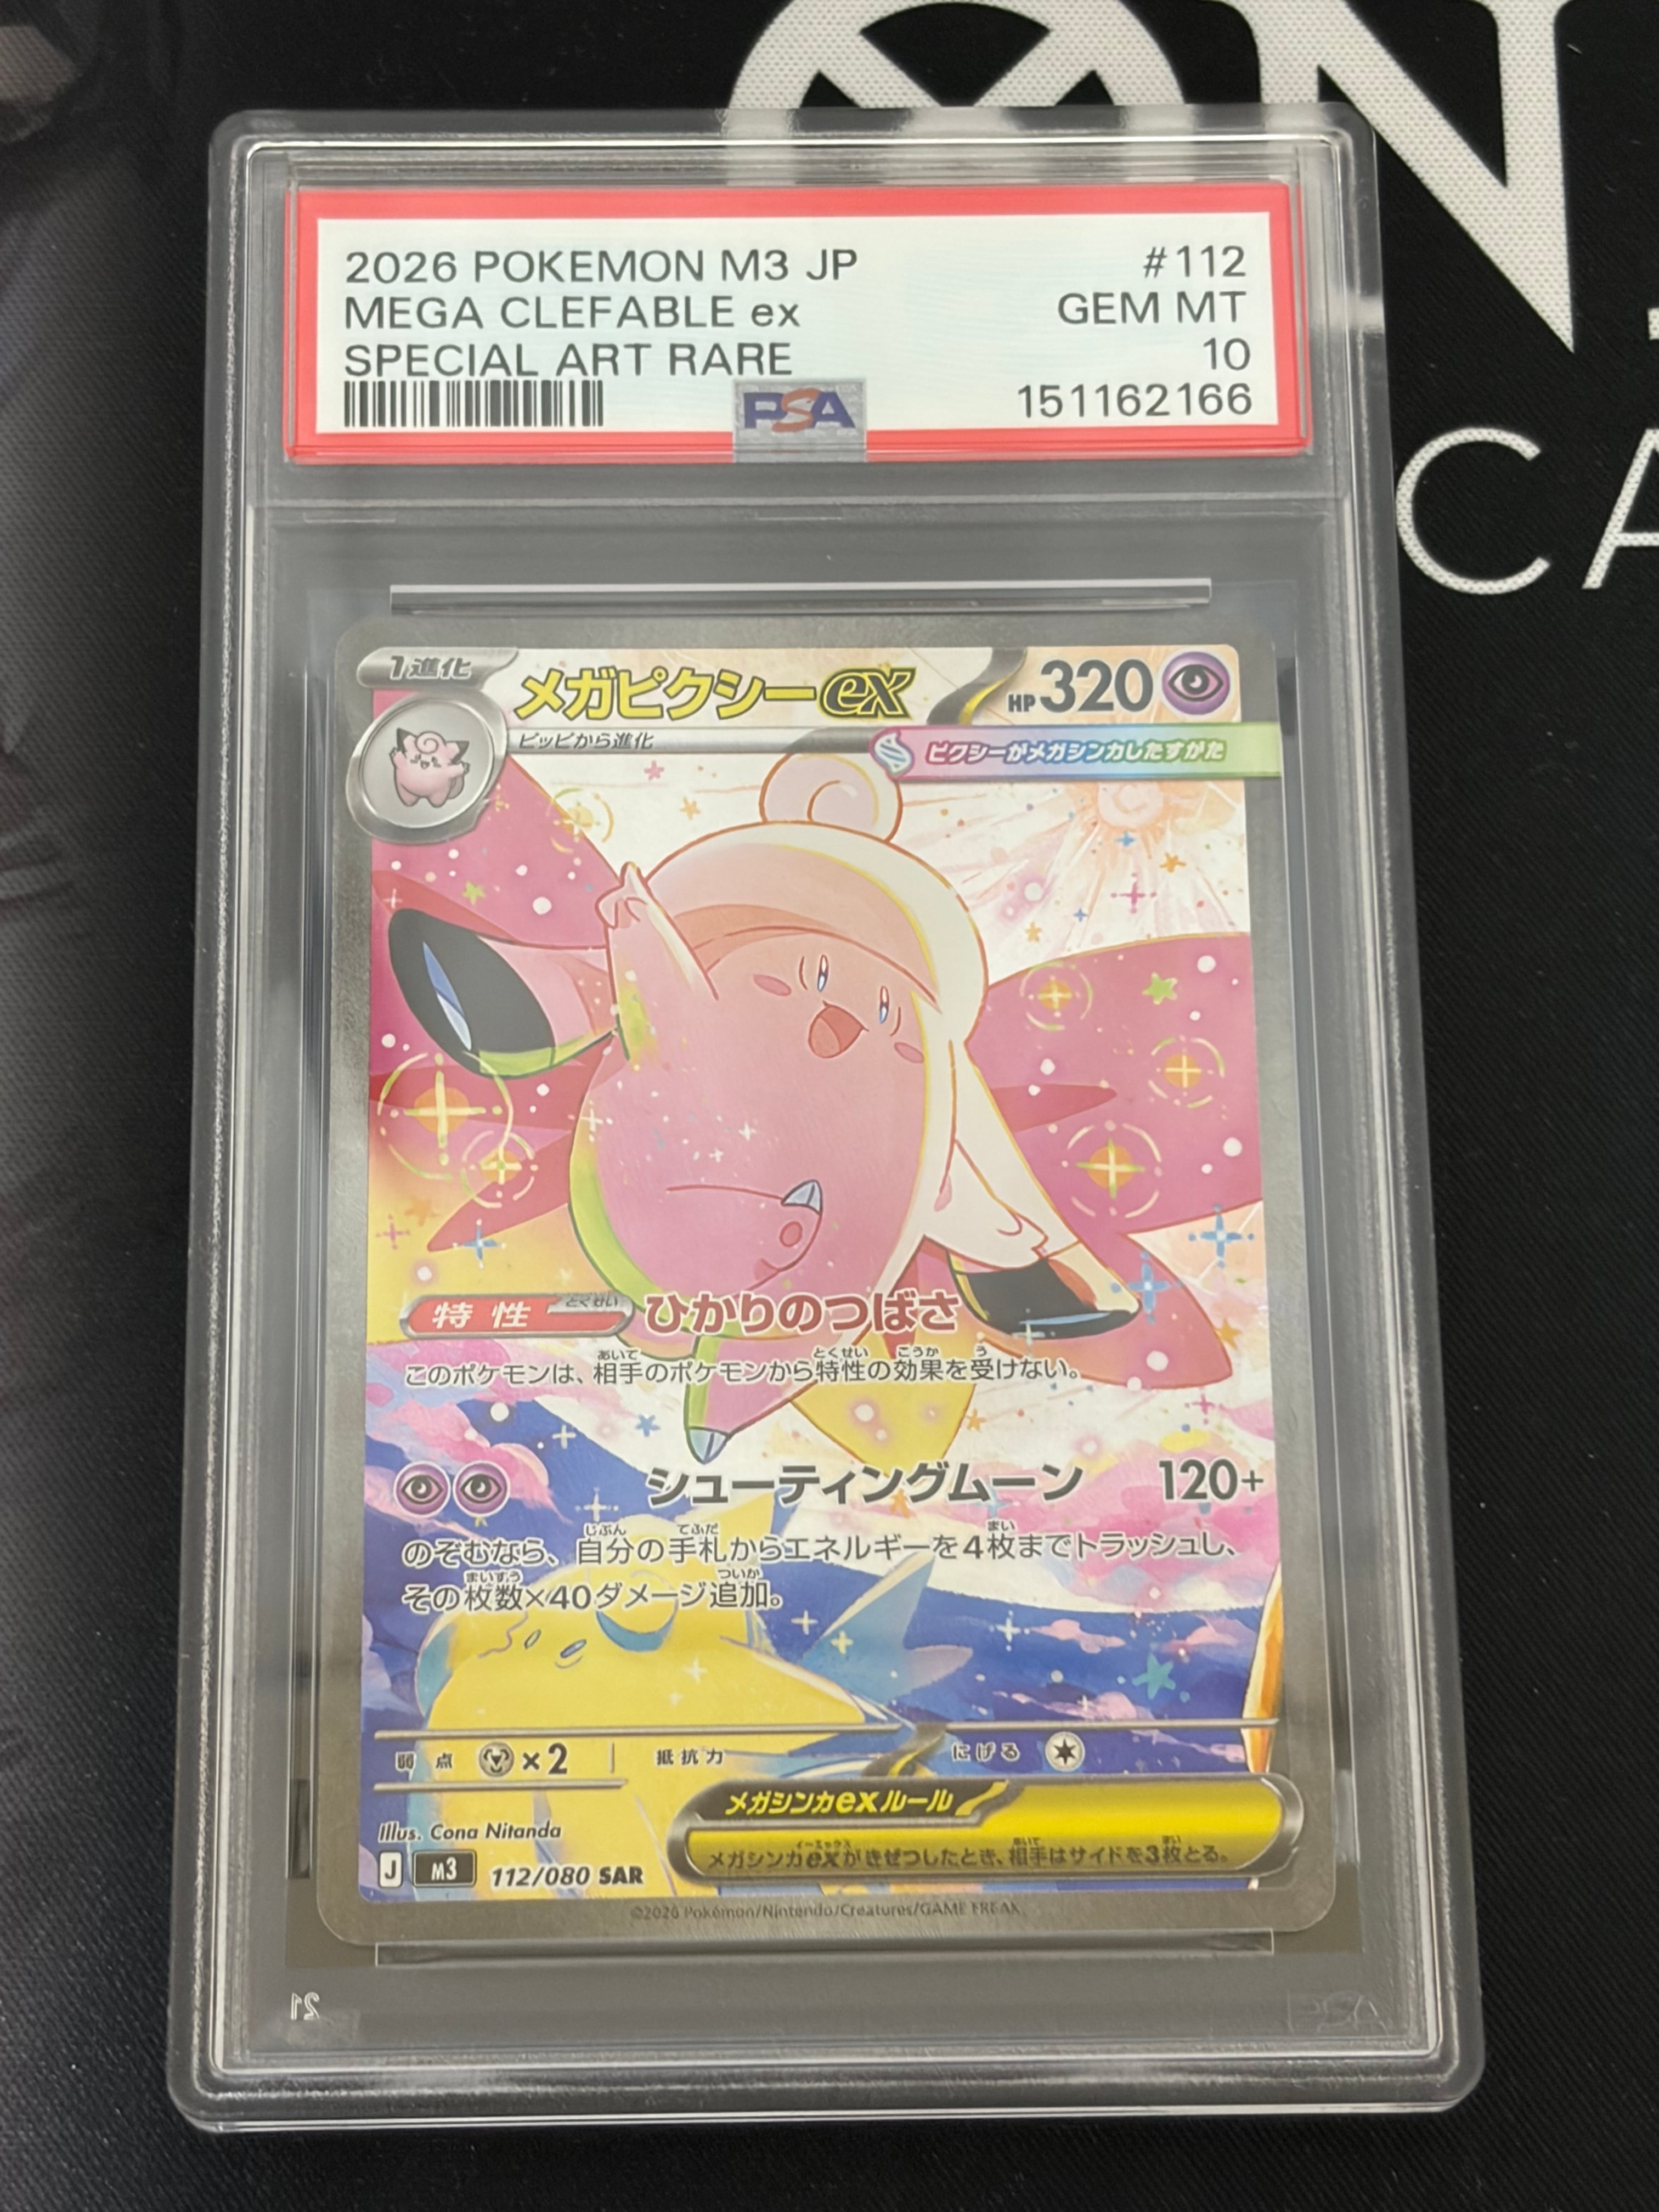 2026 POKEMON M3 JP #112
MEGA CLEFABLE ex GEM MT
SPECIAL ART RARE 10
PSA 151162166
1進化 メガピクシーex HP320
ピッピから進化 ピクシーがメガシンカしたすがた
特性 とくせい ひかりのつばさ
このポケモンは、相手のポケモンから特性の効果を受けない。
シューティングムーン 120+
のぞむなら、自分の手札からエネルギーを4枚までトラッシュし、
その枚数×40ダメージ追加。
弱点 ×2 抵抗力 にげる
メガシンカexルール
メガシンカexがきぜつしたとき、相手はサイドを3枚とる。
Illus. Cona Nitanda
J M3 112/080 SAR
©2026 Pokémon/Nintendo/Creatures/GAME FREAK
21
CA